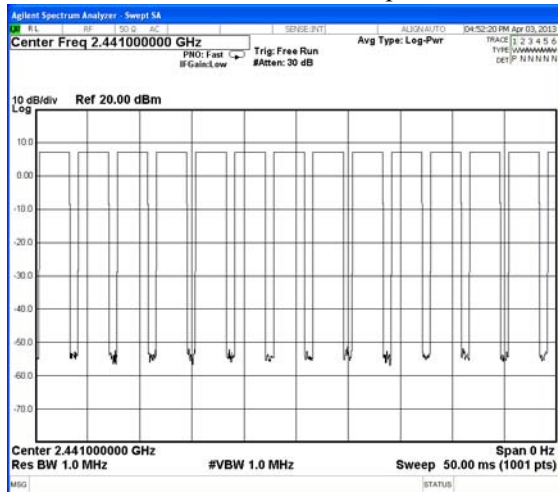 Agilent Spectrum Analyzer - Swept SA
RL RF 50 Ω AC SENSE:INT ALIGNAUTO 04:52:20 PM Apr 03, 2013
Center Freq 2.441000000 GHz
PNO: Fast
IFGain:Low
Trig: Free Run
#Atten: 30 dB
Avg Type: Log-Pwr
TRACE 1 2 3 4 5 6
TYPE
DET P N N N N N
10 dB/div Ref 20.00 dBm
Log
10.0
0.00
-10.0
-20.0
-30.0
-40.0
-50.0
-60.0
-70.0
Center 2.441000000 GHz Span 0 Hz
Res BW 1.0 MHz #VBW 1.0 MHz Sweep 50.00 ms (1001 pts)
MSG STATUS